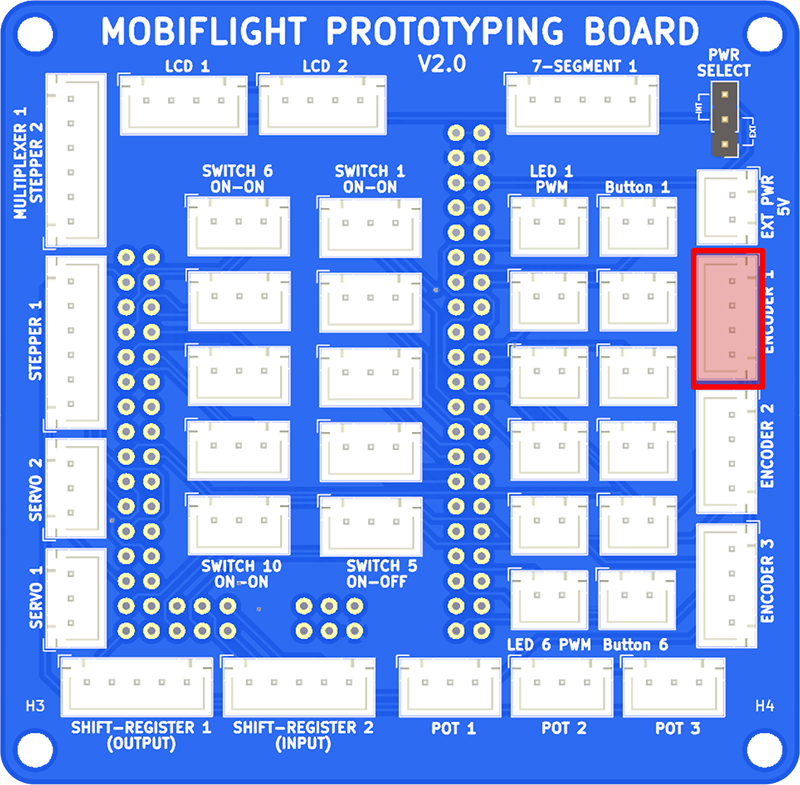 MOBIFLIGHT PROTOTYPING BOARD
V2.0
LCD 1
LCD 2
7-SEGMENT 1
PWR
SELECT
INT
EXT
MULTIPLEXER 1
STEPPER 2
SWITCH 6
ON-ON
SWITCH 1
ON-ON
LED 1
PWM
Button 1
EXT PWR
5V
STEPPER 1
ENCODER 1
SERVO 2
ENCODER 2
SWITCH 10
ON-ON
SWITCH 5
ON-OFF
SERVO 1
ENCODER 3
LED 6 PWM
Button 6
H3
SHIFT-REGISTER 1
(OUTPUT)
SHIFT-REGISTER 2
(INPUT)
POT 1
POT 2
POT 3
H4